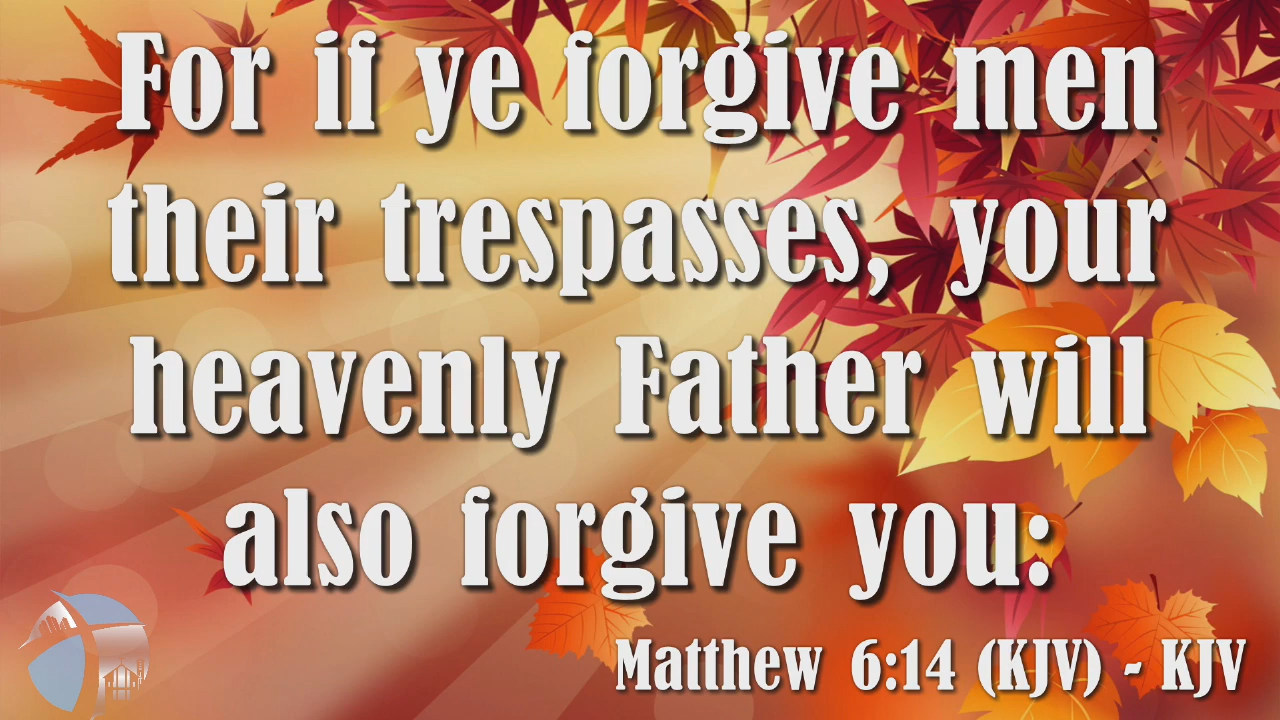 For if ye forgive men
their trespasses, your
heavenly Father will
also forgive you:
Matthew 6:14 (KJV) - KJV